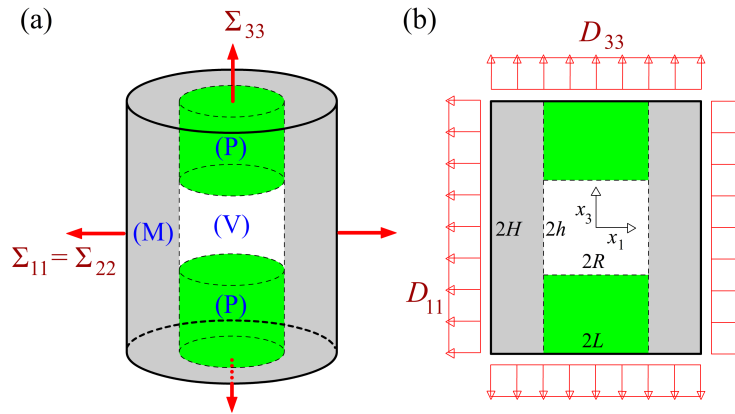 (a)
Σ33
(P)
(M)
(V)
Σ11 = Σ22
(P)
(b)
D33
x3
2H
2h
x1
2R
D11
2L